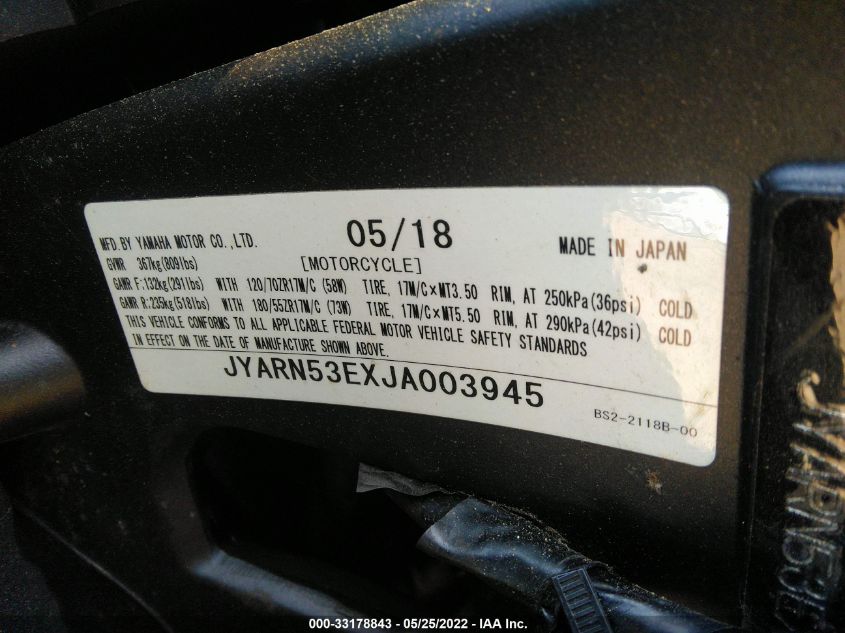 05/18
MFD.BY YAMAHA MOTOR CO.,LTD.
MADE IN JAPAN
GVWR 367kg(809lbs)
[MOTORCYCLE]
GAWR F:132kg(291lbs) WITH 120/70ZR17M/C (58W) TIRE, 17M/C×MT3.50 RIM, AT 250kPa(36psi) COLD
GAWR R:235kg(518lbs) WITH 180/55ZR17M/C (73W) TIRE, 17M/C×MT5.50 RIM, AT 290kPa(42psi) COLD
THIS VEHICLE CONFORMS TO ALL APPLICABLE FEDERAL MOTOR VEHICLE SAFETY STANDARDS
IN EFFECT ON THE DATE OF MANUFACTURE SHOWN ABOVE.
JYARN53EXJA003945
BS2-2118B-00
JYARN53
000-33178843 - 05/25/2022 - IAA Inc.